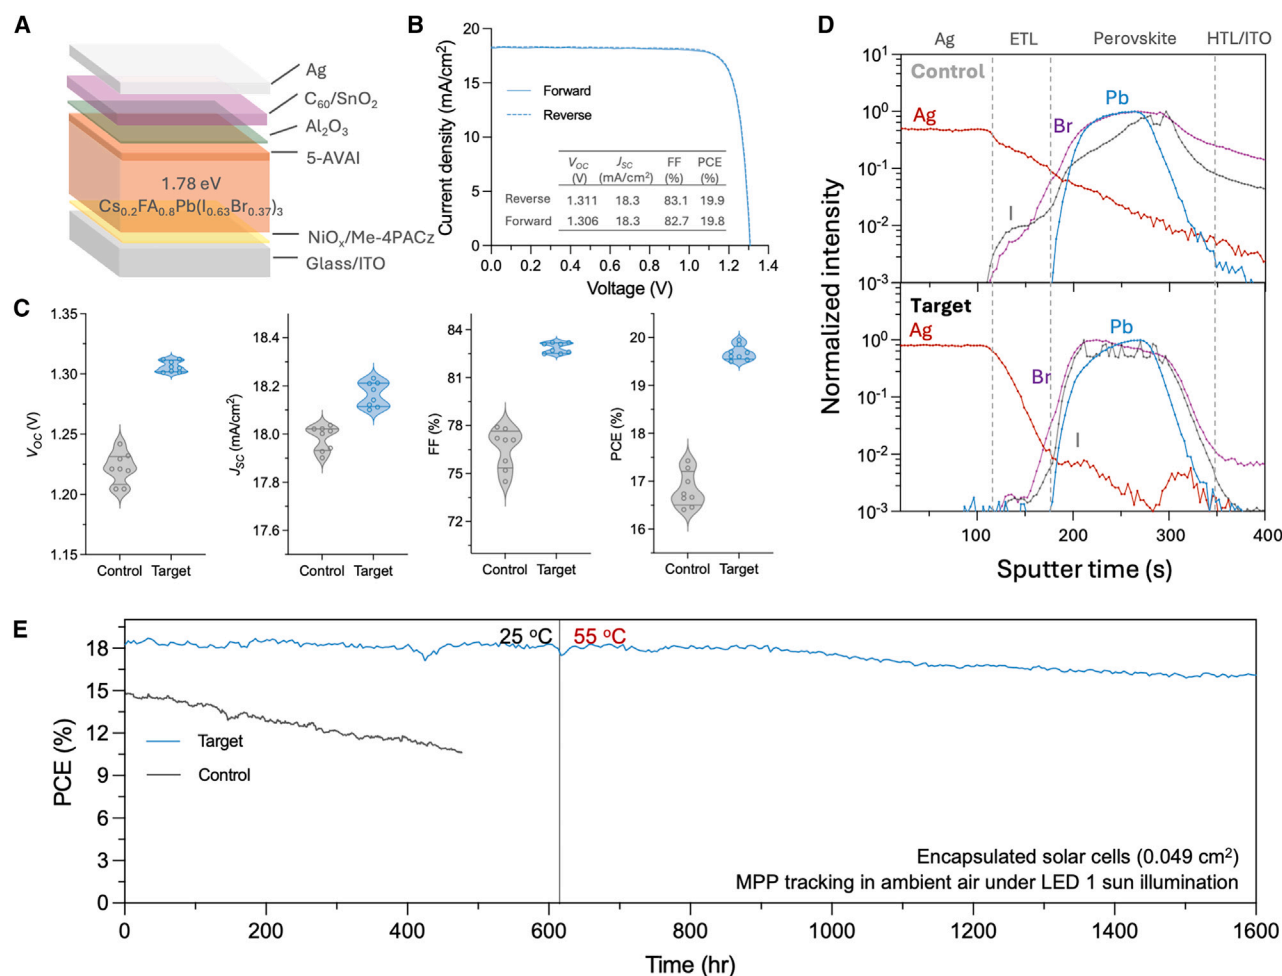 A
Ag
C60/SnO2
Al2O3
5-AVAI
1.78 eV
Cs0.2FA0.8Pb(I0.63Br0.37)3
NiOx/Me-4PACz
Glass/ITO
B
Current density (mA/cm²)
20
15
10
5
0
Forward
Reverse
VOC JSC FF PCE
(V) (mA/cm²) (%) (%)
Reverse 1.311 18.3 83.1 19.9
Forward 1.306 18.3 82.7 19.8
0.0 0.2 0.4 0.6 0.8 1.0 1.2 1.4
Voltage (V)
C
VOC (V)
1.35
1.30
1.25
1.20
1.15
Control Target
JSC (mA/cm²)
18.4
18.2
18.0
17.8
17.6
Control Target
FF (%)
84
81
78
75
72
Control Target
PCE (%)
20
19
18
17
16
Control Target
D
Ag ETL Perovskite HTL/ITO
Normalized intensity
10¹
10⁰
10⁻¹
10⁻²
10⁻³
Control
Ag
Br
Pb
I
10⁰
10⁻¹
10⁻²
10⁻³
Target
Ag
Br
Pb
I
100 200 300 400
Sputter time (s)
E
PCE (%)
18
15
12
9
6
3
0
25 °C
55 °C
Target
Control
Encapsulated solar cells (0.049 cm²)
MPP tracking in ambient air under LED 1 sun illumination
0 200 400 600 800 1000 1200 1400 1600
Time (hr)